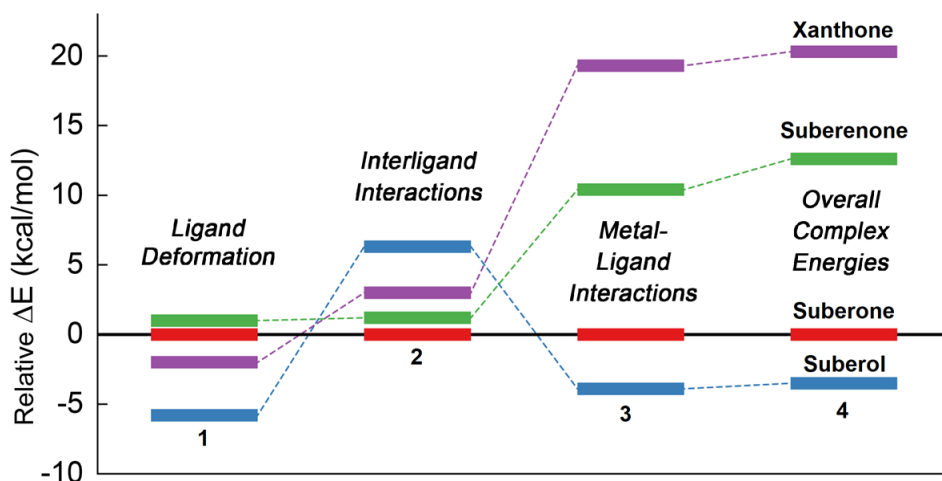 Relative ΔE (kcal/mol)
20
15
10
5
0
-5
-10
Ligand
Deformation
1
Interligand
Interactions
2
Metal-
Ligand
Interactions
3
Xanthone
Suberenone
Overall
Complex
Energies
Suberone
Suberol
4